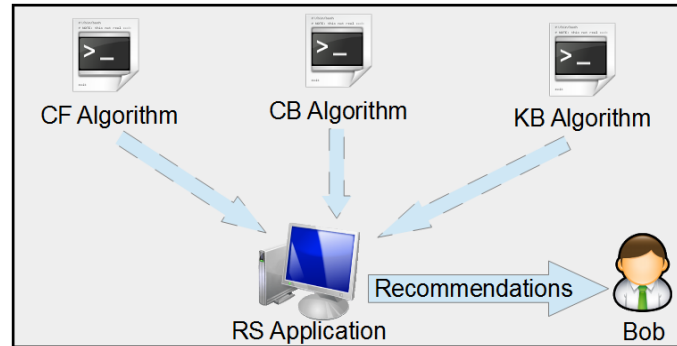 >_
>_
>_
CF Algorithm
CB Algorithm
KB Algorithm
Recommendations
RS Application
Bob